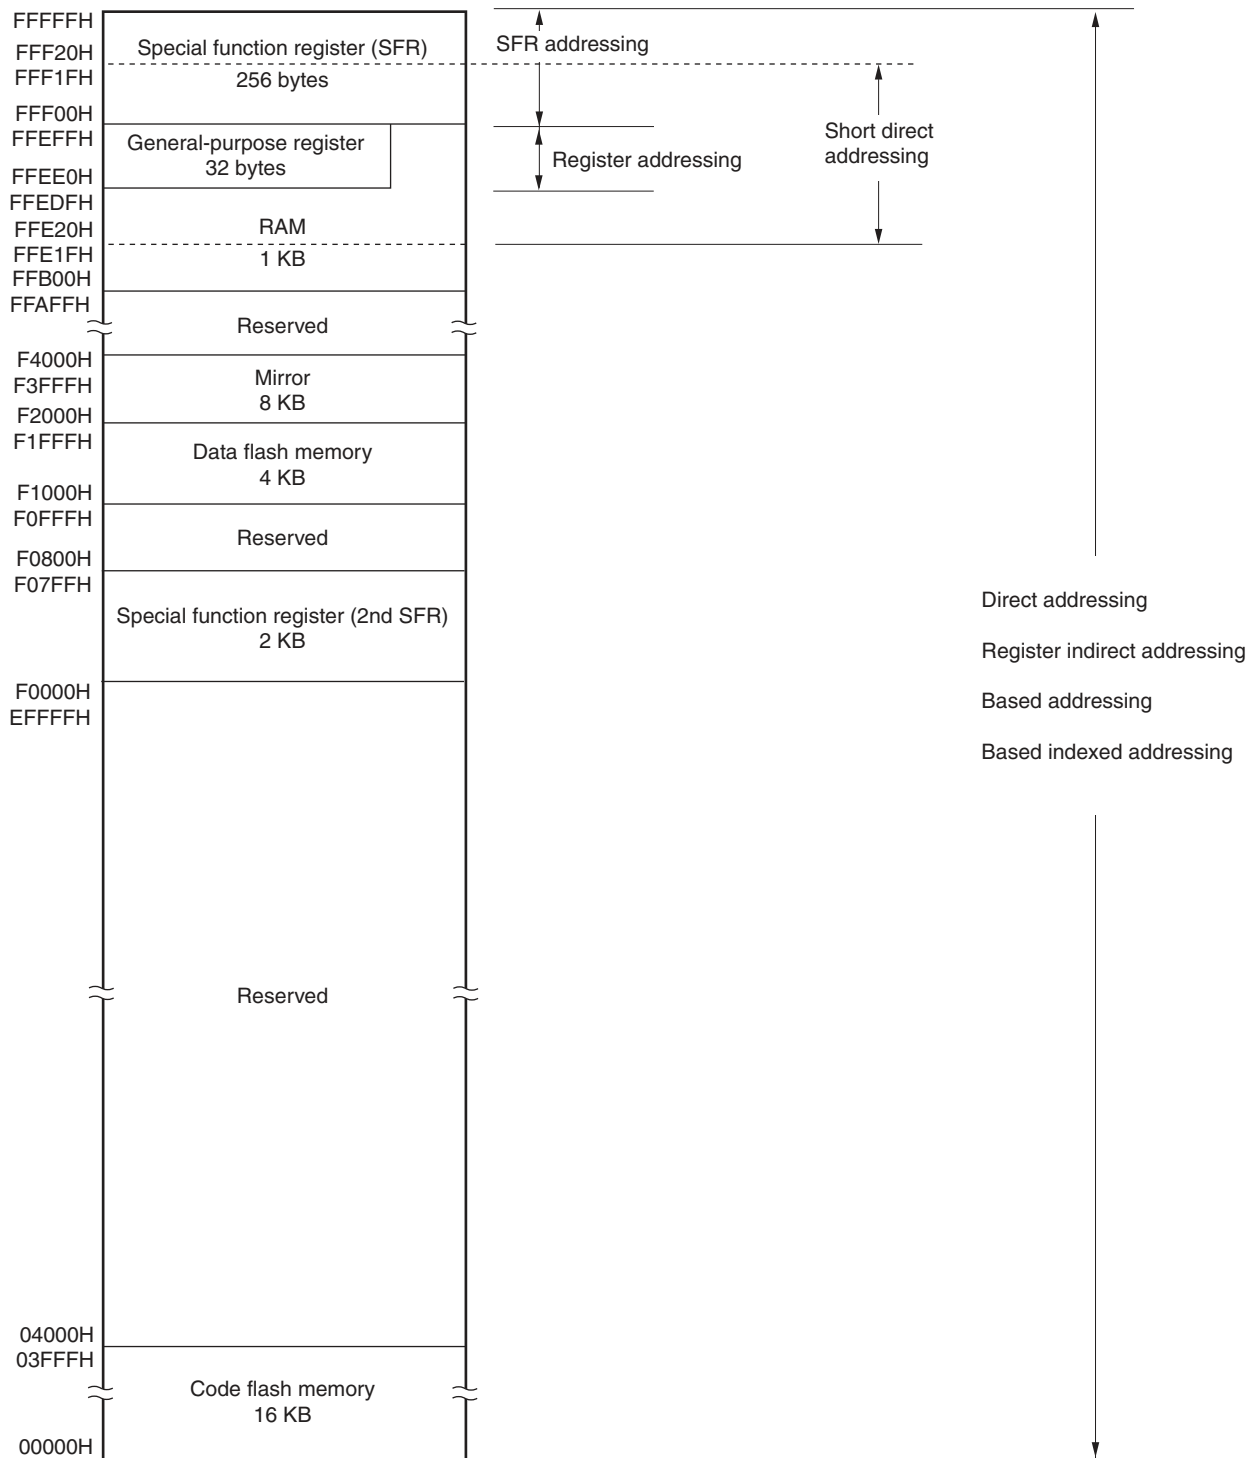 FFFFFH
SFR addressing
Special function register (SFR)
FFF20H
FFF1FH
256 bytes
FFF00H
FFEFFH
General-purpose register
32 bytes
Register addressing
Short direct
addressing
FFEE0H
FFEDFH
FFE20H
RAM
FFE1FH
1 KB
FFB00H
FFAFFH
Reserved
F4000H
F3FFFH
Mirror
8 KB
F2000H
F1FFFH
Data flash memory
4 KB
F1000H
F0FFFH
Reserved
F0800H
F07FFH
Special function register (2nd SFR)
2 KB
Direct addressing
Register indirect addressing
Based addressing
Based indexed addressing
F0000H
EFFFFH
Reserved
04000H
03FFFH
Code flash memory
16 KB
00000H